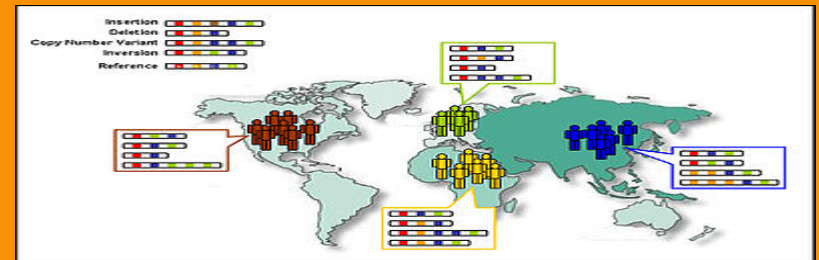 Insertion
Deletion
Copy Number Variant
Inversion
Reference